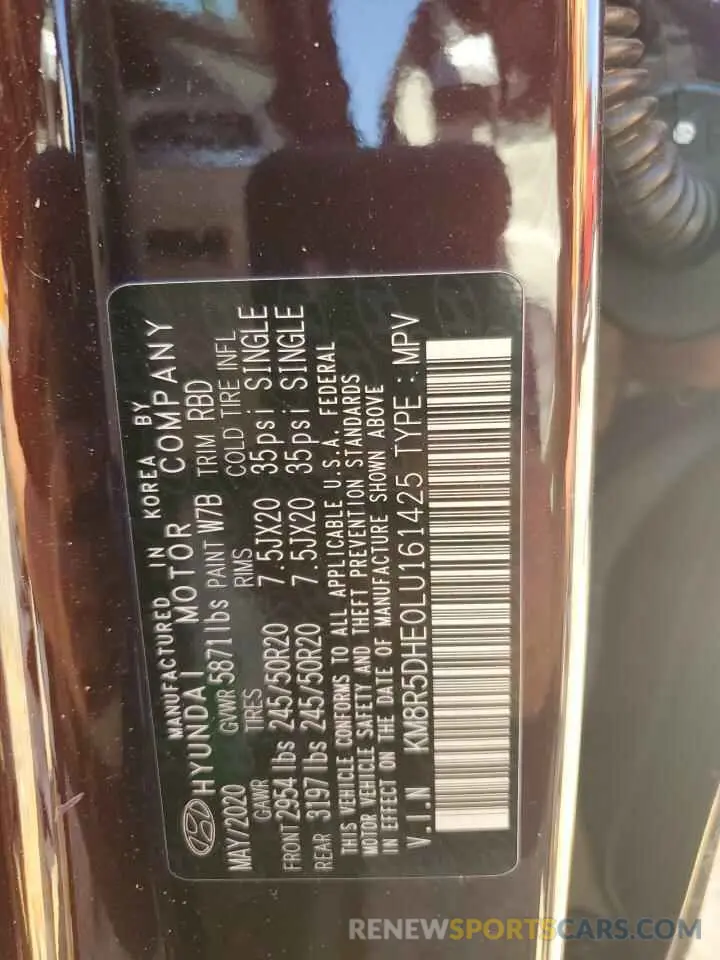 MANUFACTURED IN KOREA BY
HYUNDAI MOTOR COMPANY
MAY/2020 GVWR 5871lbs PAINT W7B TRIM RBD
GAWR TIRES RIMS COLD TIRE INFL
FRONT 2954 lbs 245/50R20 7.5JX20 35psi SINGLE
REAR 3197 lbs 245/50R20 7.5JX20 35psi SINGLE
THIS VEHICLE CONFORMS TO ALL APPLICABLE U.S.A. FEDERAL
MOTOR VEHICLE SAFETY AND THEFT PREVENTION STANDARDS
IN EFFECT ON THE DATE OF MANUFACTURE SHOWN ABOVE
V.I.N KM8R5DHE0LU161425 TYPE : MPV
RENEWSPORTSCARS.COM